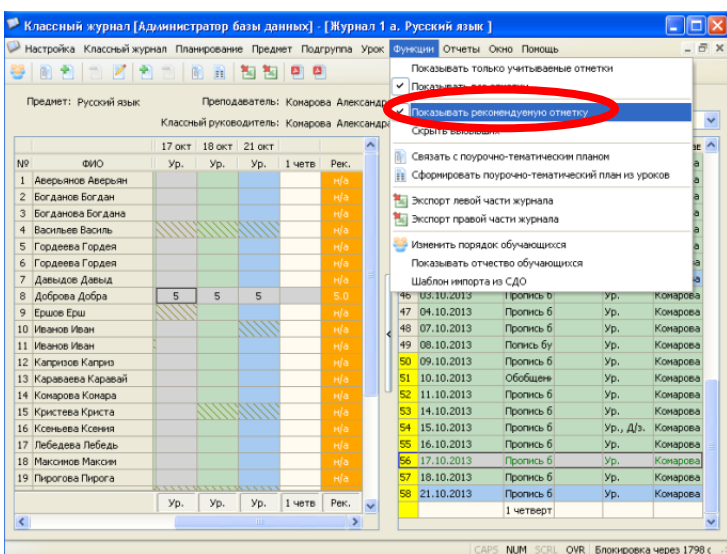 Классный журнал [Администратор базы данных] - [Журнал 1 а. Русский язык ]
Настройка Классный журнал Планирование Предмет Подгруппа Урок Функции Отчеты Окно Помощь
Показывать только учитываемые отметки
Показывать рекомендуемую отметку
Связать с поурочно-тематическим планом
Сформировать поурочно-тематический план из уроков
Экспорт левой части журнала
Экспорт правой части журнала
Изменить порядок обучающихся
Показывать отчество обучающихся
Шаблон импорта из СДО
Предмет: Русский язык Преподаватель: Комарова Александр
Классный руководитель: Комарова Александра
17 окт 18 окт 21 окт
№ ФИО Ур. Ур. Ур. 1 четв Рек.
1 Аверьянов Аверьян н/а
2 Богданов Богдан н/а
3 Богданова Богдана н/а
4 Васильев Василь н/а
5 Гордеева Гордея н/а
6 Гордеева Гордея н/а
7 Давыдов Давыд н/а
8 Доброва Добра 5 5 5 5.0
9 Ершов Ерш н/а
10 Иванов Иван н/а
11 Иванов Иван н/а
12 Капризов Каприз н/а
13 Караваева Каравай н/а
14 Комарова Комара н/а
15 Кристева Криста н/а
16 Ксеньева Ксения н/а
17 Лебедева Лебедь н/а
18 Максимов Максим н/а
19 Пирогова Пирога н/а
Ур. Ур. Ур. 1 четв Рек.
46 03.10.2013 Пропись б Ур. Комарова
47 04.10.2013 Пропись б Ур. Комарова
48 07.10.2013 Пропись б Ур. Комарова
49 08.10.2013 Попись бу Ур. Комарова
50 09.10.2013 Пропись б Ур. Комарова
51 10.10.2013 Обобщен Ур. Комарова
52 11.10.2013 Пропись б Ур. Комарова
53 14.10.2013 Пропись б Ур. Комарова
54 15.10.2013 Пропись б Ур., Д/з. Комарова
55 16.10.2013 Пропись б Ур. Комарова
56 17.10.2013 Пропись б Ур. Комарова
57 18.10.2013 Пропись б Ур. Комарова
58 21.10.2013 Пропись б Ур. Комарова
1 четверт
CAPS NUM SCRL OVR Блокировка через 1798 с